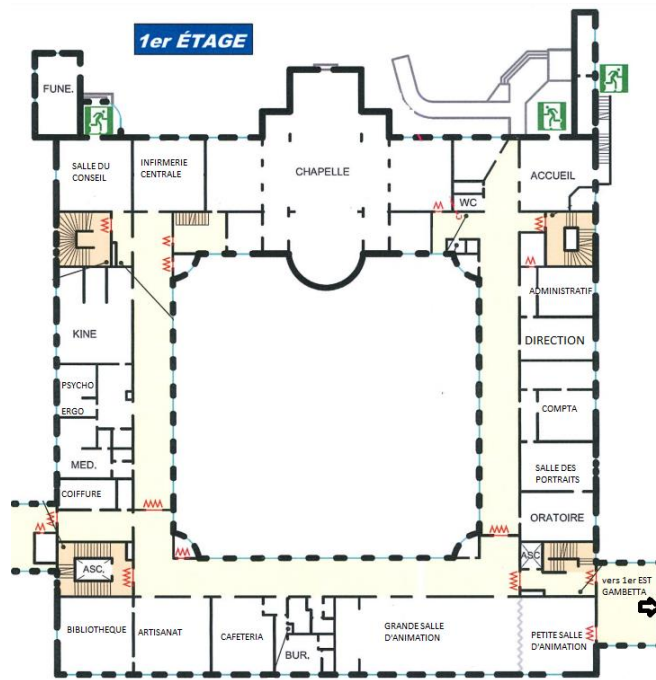 1er ÉTAGE
FUNE.
SALLE DU
CONSEIL
INFIRMERIE
CENTRALE
CHAPELLE
ACCUEIL
WC
ADMINISTRATIF
KINE
DIRECTION
PSYCHO
ERGO
COMPTA
MED.
SALLE DES
PORTRAITS
COIFFURE
ORATOIRE
ASC.
ASC
vers 1er EST
GAMBETTA
BIBLIOTHEQUE
ARTISANAT
CAFETERIA
BUR.
GRANDE SALLE
D'ANIMATION
PETITE SALLE
D'ANIMATION